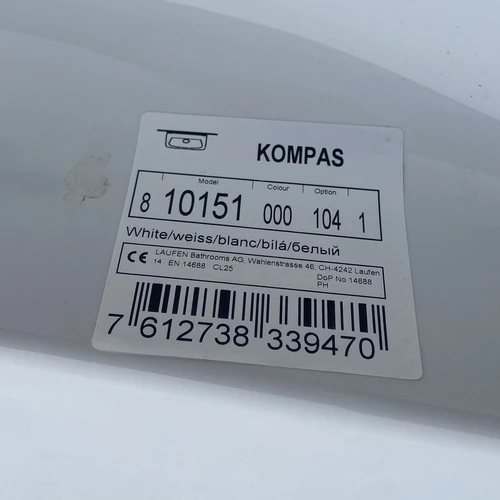 KOMPAS
Model Colour Option
8 10151 000 104 1
White/weiss/blanc/bílá/белый
CE LAUFEN Bathrooms AG, Wahlenstrasse 46, CH-4242 Laufen
14 EN 14688 CL25 DoP No 14688
PH
7 612738 339470